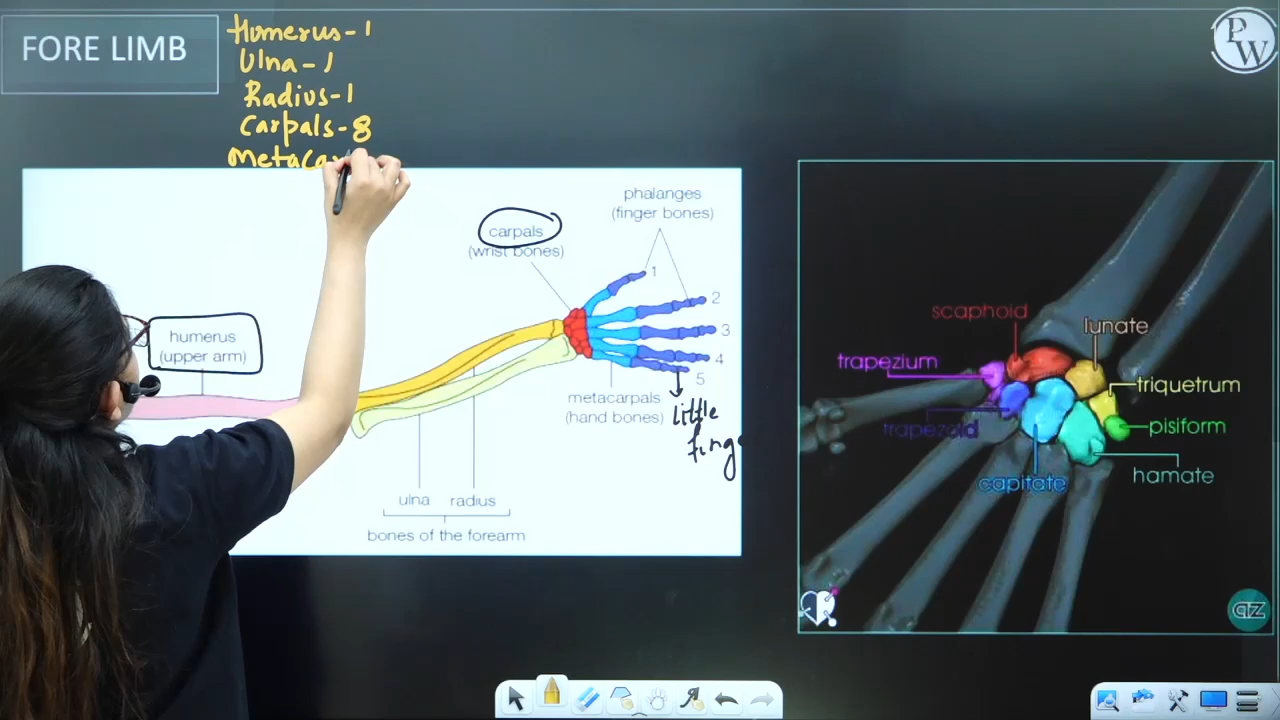 FORE LIMB
Humerus-1
Ulna-1
Radius-1
Carpals-8
PW
phalanges
(finger bones)
carpals
(wrist bones)
1
2
3
4
5
humerus
(upper arm)
metacarpals
(hand bones)
Little
ulna
radius
bones of the forearm
scaphoid
lunate
trapezium
triquetrum
trapezoid
pisiform
capitate
hamate
az